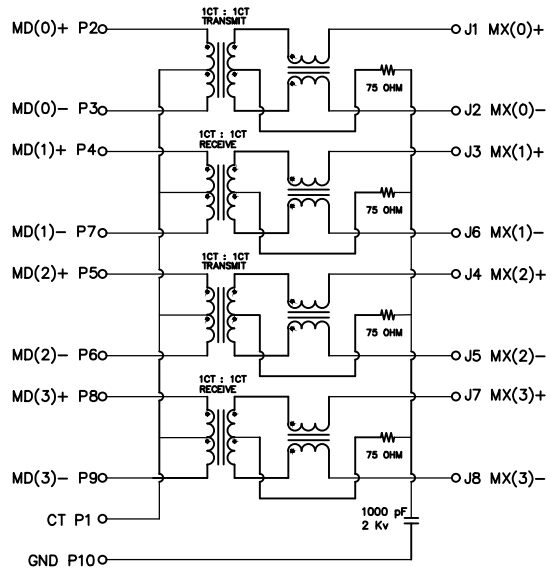 1CT : 1CT
TRANSMIT
MD(0)+ P2
J1 MX(0)+
75 OHM
MD(0)- P3
J2 MX(0)-
1CT : 1CT
RECEIVE
MD(1)+ P4
J3 MX(1)+
75 OHM
MD(1)- P7
J6 MX(1)-
1CT : 1CT
TRANSMIT
MD(2)+ P5
J4 MX(2)+
75 OHM
MD(2)- P6
J5 MX(2)-
1CT : 1CT
RECEIVE
MD(3)+ P8
J7 MX(3)+
75 OHM
MD(3)- P9
J8 MX(3)-
CT P1
1000 pF
2 Kv
GND P10